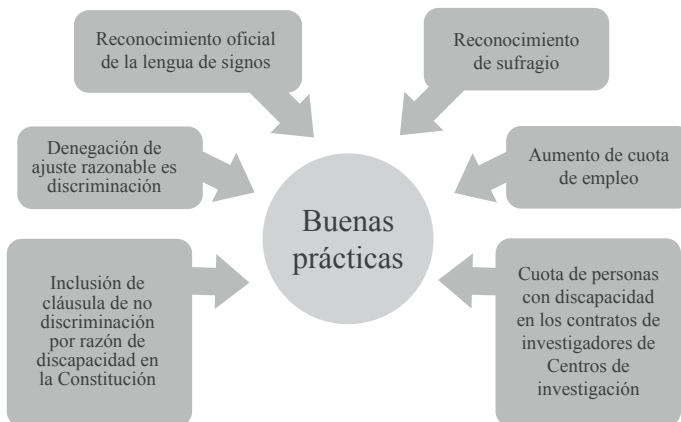 Reconocimiento oficial
de la lengua de signos
Reconocimiento
de sufragio
Denegación de
ajuste razonable es
discriminación
Aumento de cuota
de empleo
Buenas
prácticas
Inclusión de
cláusula de no
discriminación
por razón de
discapacidad en
la Constitución
Cuota de personas
con discapacidad
en los contratos de
investigadores de
Centros de
investigación